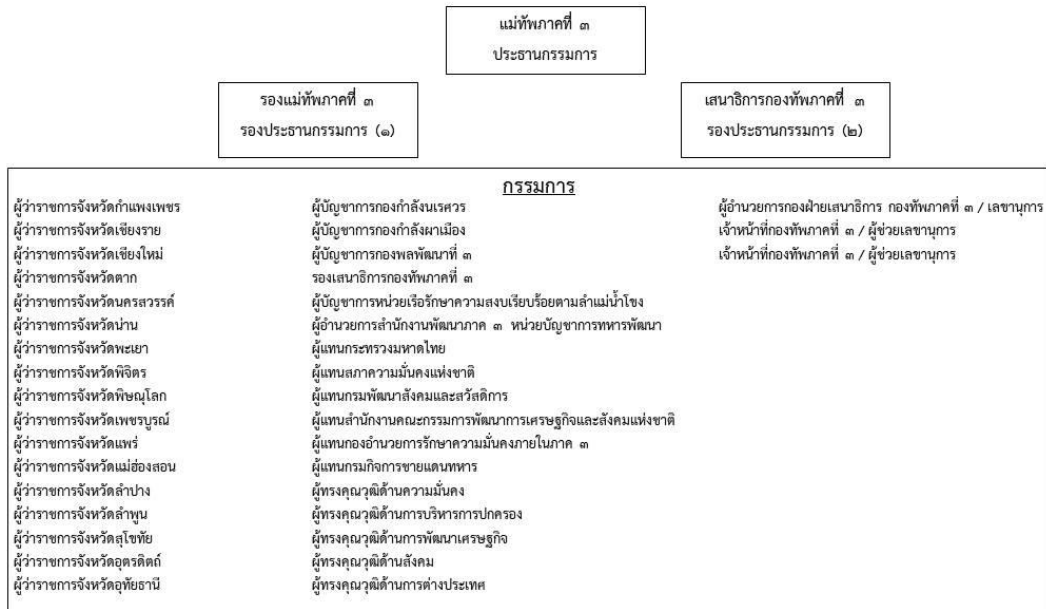 แม่ทัพภาคที่ ๓
ประธานกรรมการ
รองแม่ทัพภาคที่ ๓
รองประธานกรรมการ (๑)
เสนาธิการกองทัพภาคที่ ๓
รองประธานกรรมการ (๒)
กรรมการ
ผู้ว่าราชการจังหวัดกำแพงเพชร
ผู้ว่าราชการจังหวัดเชียงราย
ผู้ว่าราชการจังหวัดเชียงใหม่
ผู้ว่าราชการจังหวัดตาก
ผู้ว่าราชการจังหวัดนครสวรรค์
ผู้ว่าราชการจังหวัดน่าน
ผู้ว่าราชการจังหวัดพะเยา
ผู้ว่าราชการจังหวัดพิจิตร
ผู้ว่าราชการจังหวัดพิษณุโลก
ผู้ว่าราชการจังหวัดเพชรบูรณ์
ผู้ว่าราชการจังหวัดแพร่
ผู้ว่าราชการจังหวัดแม่ฮ่องสอน
ผู้ว่าราชการจังหวัดลำปาง
ผู้ว่าราชการจังหวัดลำพูน
ผู้ว่าราชการจังหวัดสุโขทัย
ผู้ว่าราชการจังหวัดอุตรดิตถ์
ผู้ว่าราชการจังหวัดอุทัยธานี
ผู้บัญชาการกองกำลังนเรศวร
ผู้บัญชาการกองกำลังผาเมือง
ผู้บัญชาการกองพลพัฒนาที่ ๓
รองเสนาธิการกองทัพภาคที่ ๓
ผู้บัญชาการหน่วยเรือรักษาความสงบเรียบร้อยตามลำแม่น้ำโขง
ผู้อำนวยการสำนักงานพัฒนาภาค ๓ หน่วยบัญชาการทหารพัฒนา
ผู้แทนกระทรวงมหาดไทย
ผู้แทนสภาความมั่นคงแห่งชาติ
ผู้แทนกรมพัฒนาสังคมและสวัสดิการ
ผู้แทนสำนักงานคณะกรรมการพัฒนาการเศรษฐกิจและสังคมแห่งชาติ
ผู้แทนกองอำนวยการรักษาความมั่นคงภายในภาค ๓
ผู้แทนกรมกิจการชายแดนทหาร
ผู้ทรงคุณวุฒิด้านความมั่นคง
ผู้ทรงคุณวุฒิด้านการบริหารการปกครอง
ผู้ทรงคุณวุฒิด้านการพัฒนาเศรษฐกิจ
ผู้ทรงคุณวุฒิด้านสังคม
ผู้ทรงคุณวุฒิด้านการต่างประเทศ
ผู้อำนวยการกองฝ่ายเสนาธิการ กองทัพภาคที่ ๓ / เลขานุการ
เจ้าหน้าที่กองทัพภาคที่ ๓ / ผู้ช่วยเลขานุการ
เจ้าหน้าที่กองทัพภาคที่ ๓ / ผู้ช่วยเลขานุการ